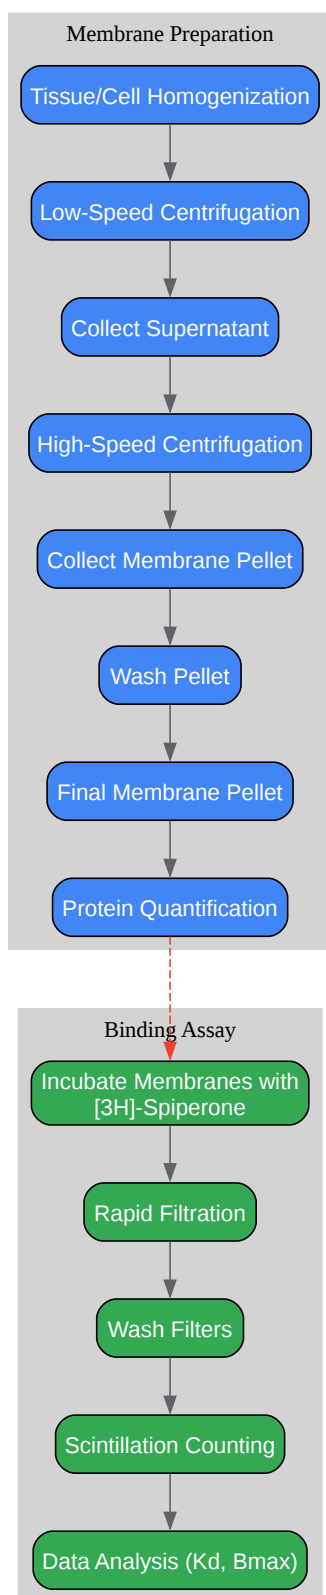 Membrane Preparation
Tissue/Cell Homogenization
Low-Speed Centrifugation
Collect Supernatant
High-Speed Centrifugation
Collect Membrane Pellet
Wash Pellet
Final Membrane Pellet
Protein Quantification
Binding Assay
Incubate Membranes with
[3H]-Spiperone
Rapid Filtration
Wash Filters
Scintillation Counting
Data Analysis (Kd, Bmax)